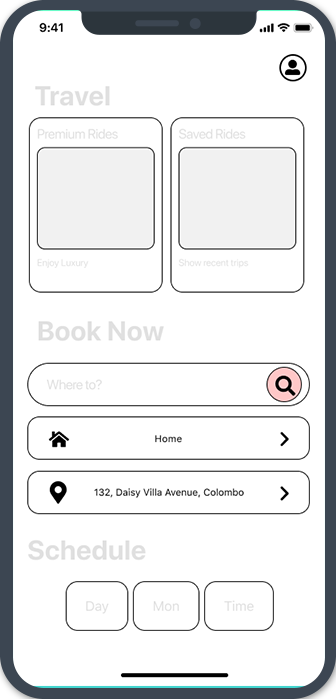 9:41
Travel
Premium Rides
Saved Rides
Enjoy Luxury
Show recent trips
Book Now
Where to?
Home
132, Daisy Villa Avenue, Colombo
Schedule
Day
Mon
Time